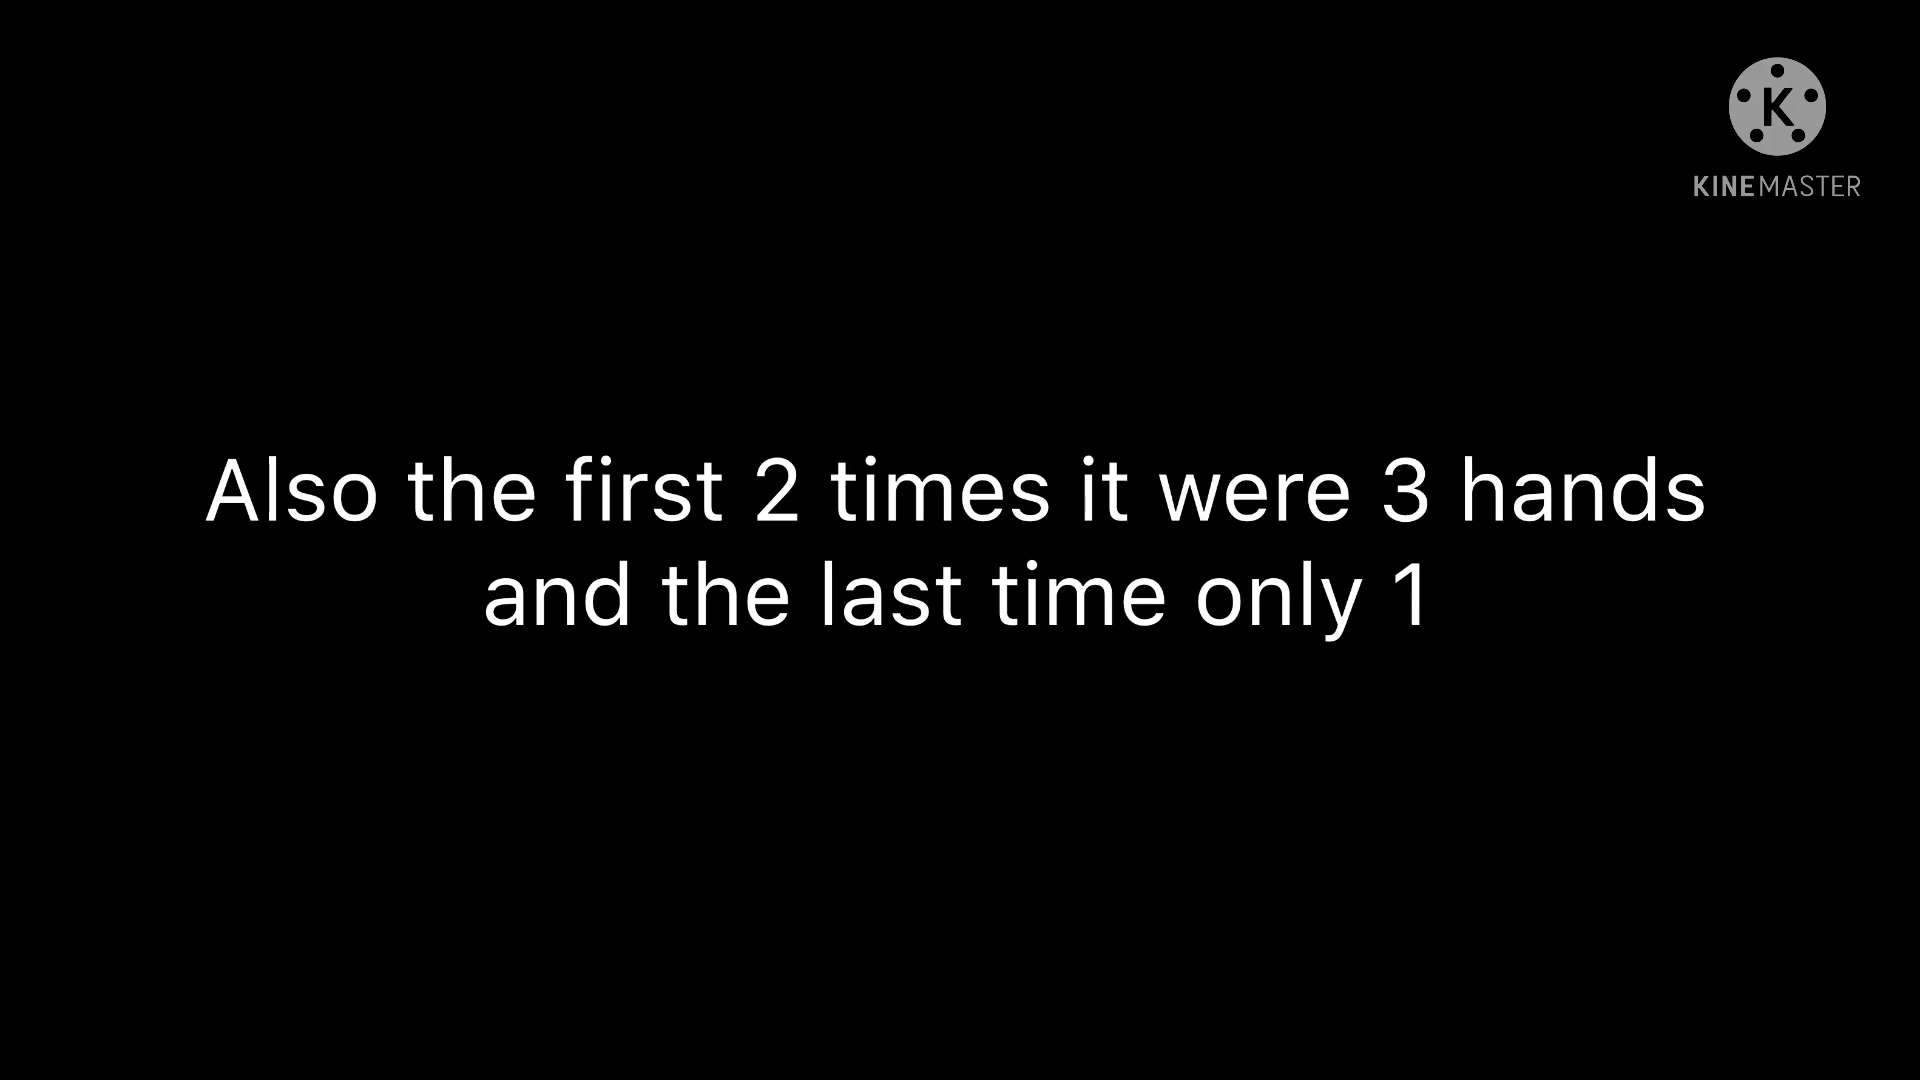 K
KINEMASTER
Also the first 2 times it were 3 hands
and the last time only 1